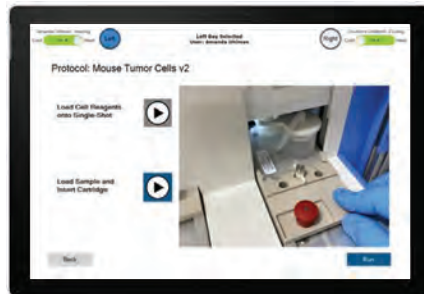 Left
Left Bay Selected
User: Amanda Uhlman
Right
Protocol: Mouse Tumor Cells v2
Load Cell Reagents
onto Single-Shot
Load Sample and
Insert Cartridge
Back
Run